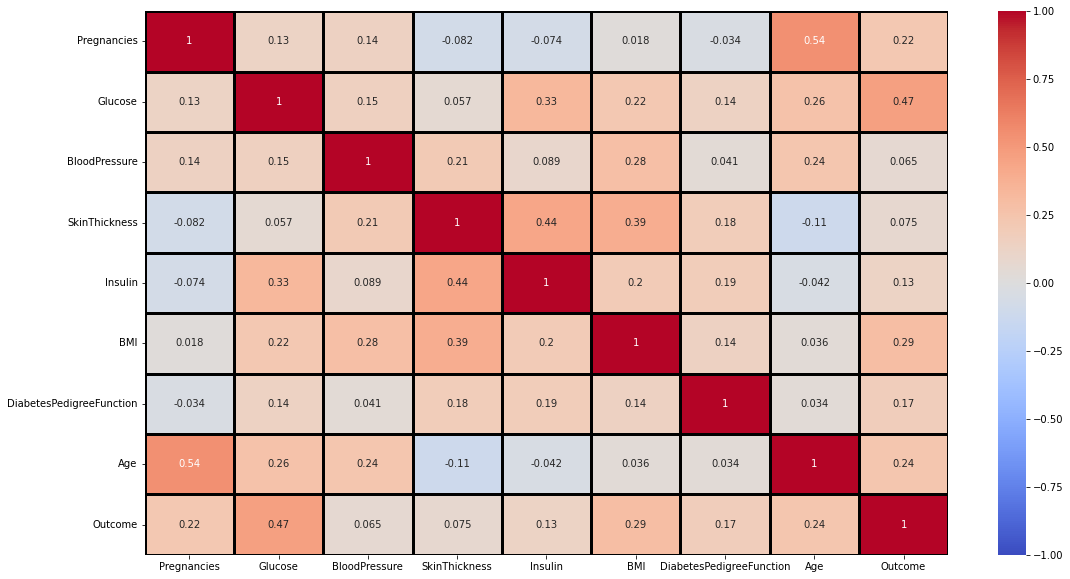 Pregnancies 1 0.13 0.14 -0.082 -0.074 0.018 -0.034 0.54 0.22
Glucose 0.13 1 0.15 0.057 0.33 0.22 0.14 0.26 0.47
BloodPressure 0.14 0.15 1 0.21 0.089 0.28 0.041 0.24 0.065
SkinThickness -0.082 0.057 0.21 1 0.44 0.39 0.18 -0.11 0.075
Insulin -0.074 0.33 0.089 0.44 1 0.2 0.19 -0.042 0.13
BMI 0.018 0.22 0.28 0.39 0.2 1 0.14 0.036 0.29
DiabetesPedigreeFunction -0.034 0.14 0.041 0.18 0.19 0.14 1 0.034 0.17
Age 0.54 0.26 0.24 -0.11 -0.042 0.036 0.034 1 0.24
Outcome 0.22 0.47 0.065 0.075 0.13 0.29 0.17 0.24 1
Pregnancies Glucose BloodPressure SkinThickness Insulin BMI DiabetesPedigreeFunction Age Outcome
1.00
0.75
0.50
0.25
0.00
−0.25
−0.50
−0.75
−1.00